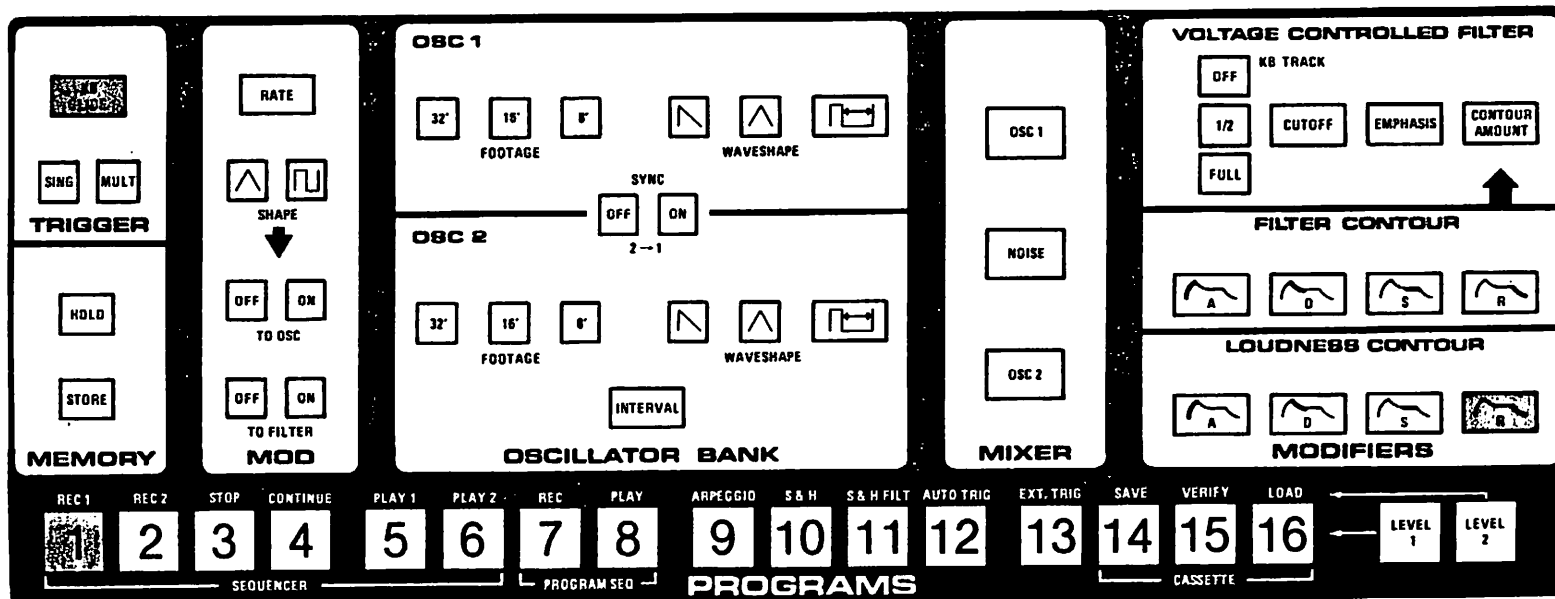 KB
GLIDE
SING MULT
TRIGGER
HOLD
STORE
MEMORY
RATE
SHAPE
OFF ON
TO OSC
OFF ON
TO FILTER
MOD
OSC 1
32' 16' 8'
FOOTAGE WAVESHAPE
SYNC
OFF ON
2→1
OSC 2
32' 16' 8'
FOOTAGE WAVESHAPE
INTERVAL
OSCILLATOR BANK
OSC 1
NOISE
OSC 2
MIXER
VOLTAGE CONTROLLED FILTER
KB TRACK
OFF
1/2
FULL
CUTOFF
EMPHASIS
CONTOUR
AMOUNT
FILTER CONTOUR
A D S R
LOUDNESS CONTOUR
A D S R
MODIFIERS
REC 1 REC 2 STOP CONTINUE PLAY 1 PLAY 2 REC PLAY ARPEGGIO S & H S & H FILT AUTO TRIG EXT. TRIG SAVE VERIFY LOAD
1 2 3 4 5 6 7 8 9 10 11 12 13 14 15 16
LEVEL
1
LEVEL
2
SEQUENCER PROGRAM SEQ PROGRAMS CASSETTE